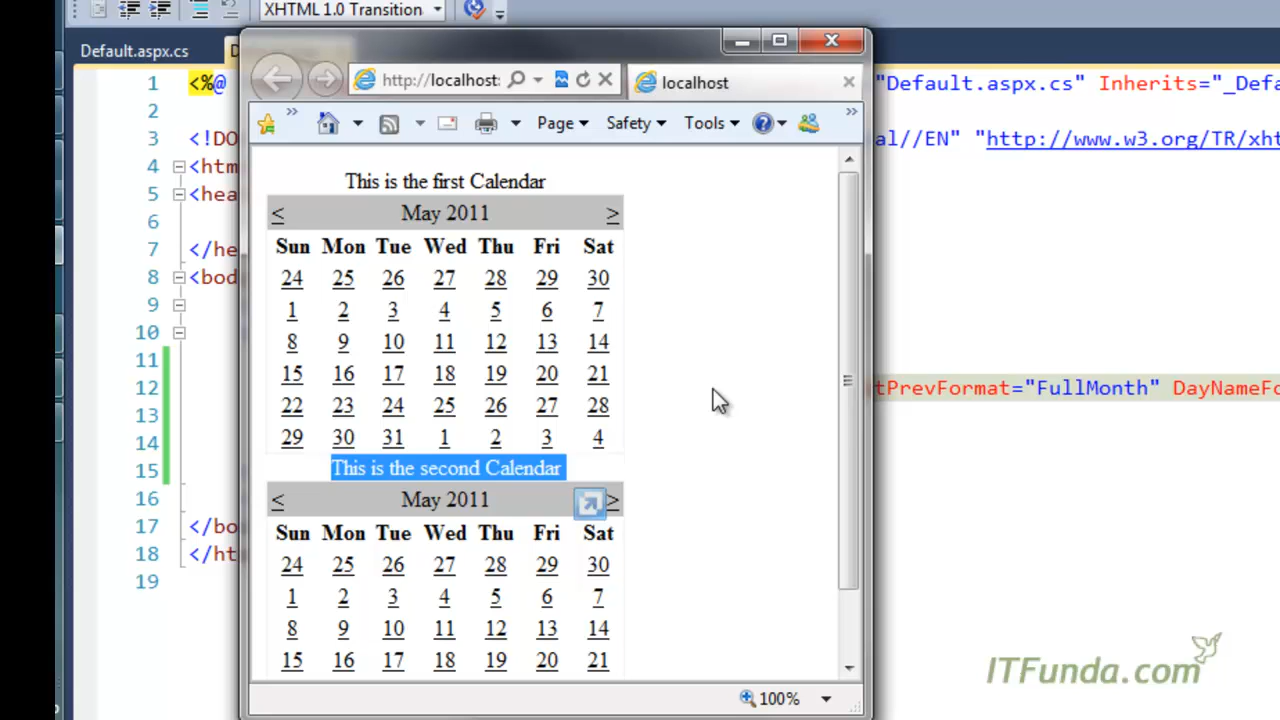 XHTML 1.0 Transition
Default.aspx.cs
D
http://localhost:
localhost
Page
Safety
Tools
1 <%@ "Default.aspx.cs" Inherits="_Defa
2
3 <!DO al//EN" "http://www.w3.org/TR/xht
4 <htm
5 <hea
6
7 </he
8 <bod
9
10
11
12 tPrevFormat="FullMonth" DayNameFo
13
14
15
16
17 </bo
18 </ht
19
This is the first Calendar
< May 2011 >
Sun Mon Tue Wed Thu Fri Sat
24 25 26 27 28 29 30
1 2 3 4 5 6 7
8 9 10 11 12 13 14
15 16 17 18 19 20 21
22 23 24 25 26 27 28
29 30 31 1 2 3 4
This is the second Calendar
< May 2011 >
Sun Mon Tue Wed Thu Fri Sat
24 25 26 27 28 29 30
1 2 3 4 5 6 7
8 9 10 11 12 13 14
15 16 17 18 19 20 21
100%
ITFunda.com